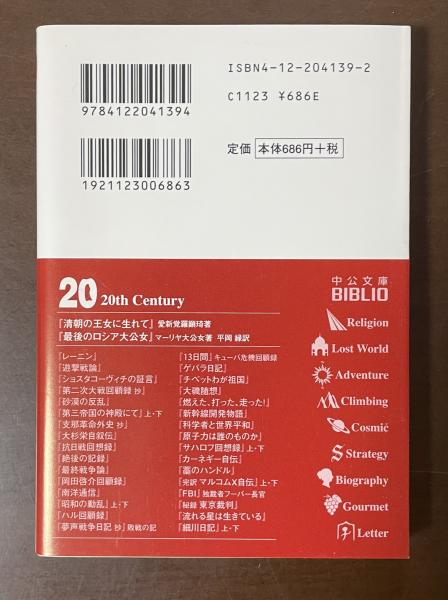 ISBN4-12-204139-2
C1123 ¥686E
9784122041394
定価 本体686円+税
1921123006863
20 20th Century
『清朝の王女に生れて』愛新覚羅顕琦著
『最後のロシア大公女』マーリヤ大公女著 平岡 緑訳
『レーニン』
『遊撃戦論』
『ショスタコーヴィチの証言』
『第二次大戦回顧録 抄』
『砂漠の反乱』
『第三帝国の神殿にて』上・下
『支那革命外史 抄』
『大杉栄自叙伝』
『抗日戦回想録』
『絶後の記録』
『最終戦争論』
『岡田啓介回顧録』
『南洋通信』
『昭和の動乱』上・下
『ハル回顧録』
『夢声戦争日記 抄』敗戦の記
『13日間』キューバ危機回顧録
『ゲバラ日記』
『チベットわが祖国』
『大磯随想』
『燃えた、打った、走った!』
『新幹線開発物語』
『科学者と世界平和』
『原子力は誰のものか』
『サハロフ回想録』上・下
『カーネギー自伝』
『藁のハンドル』
『完訳 マルコムX自伝』上・下
『FBI』独裁者フーバー長官
『秘録 東京裁判』
『流れる星は生きている』
『細川日記』上・下
中公文庫
BIBLIO
Religion
Lost World
Adventure
Climbing
Cosmic
Strategy
Biography
Gourmet
Letter